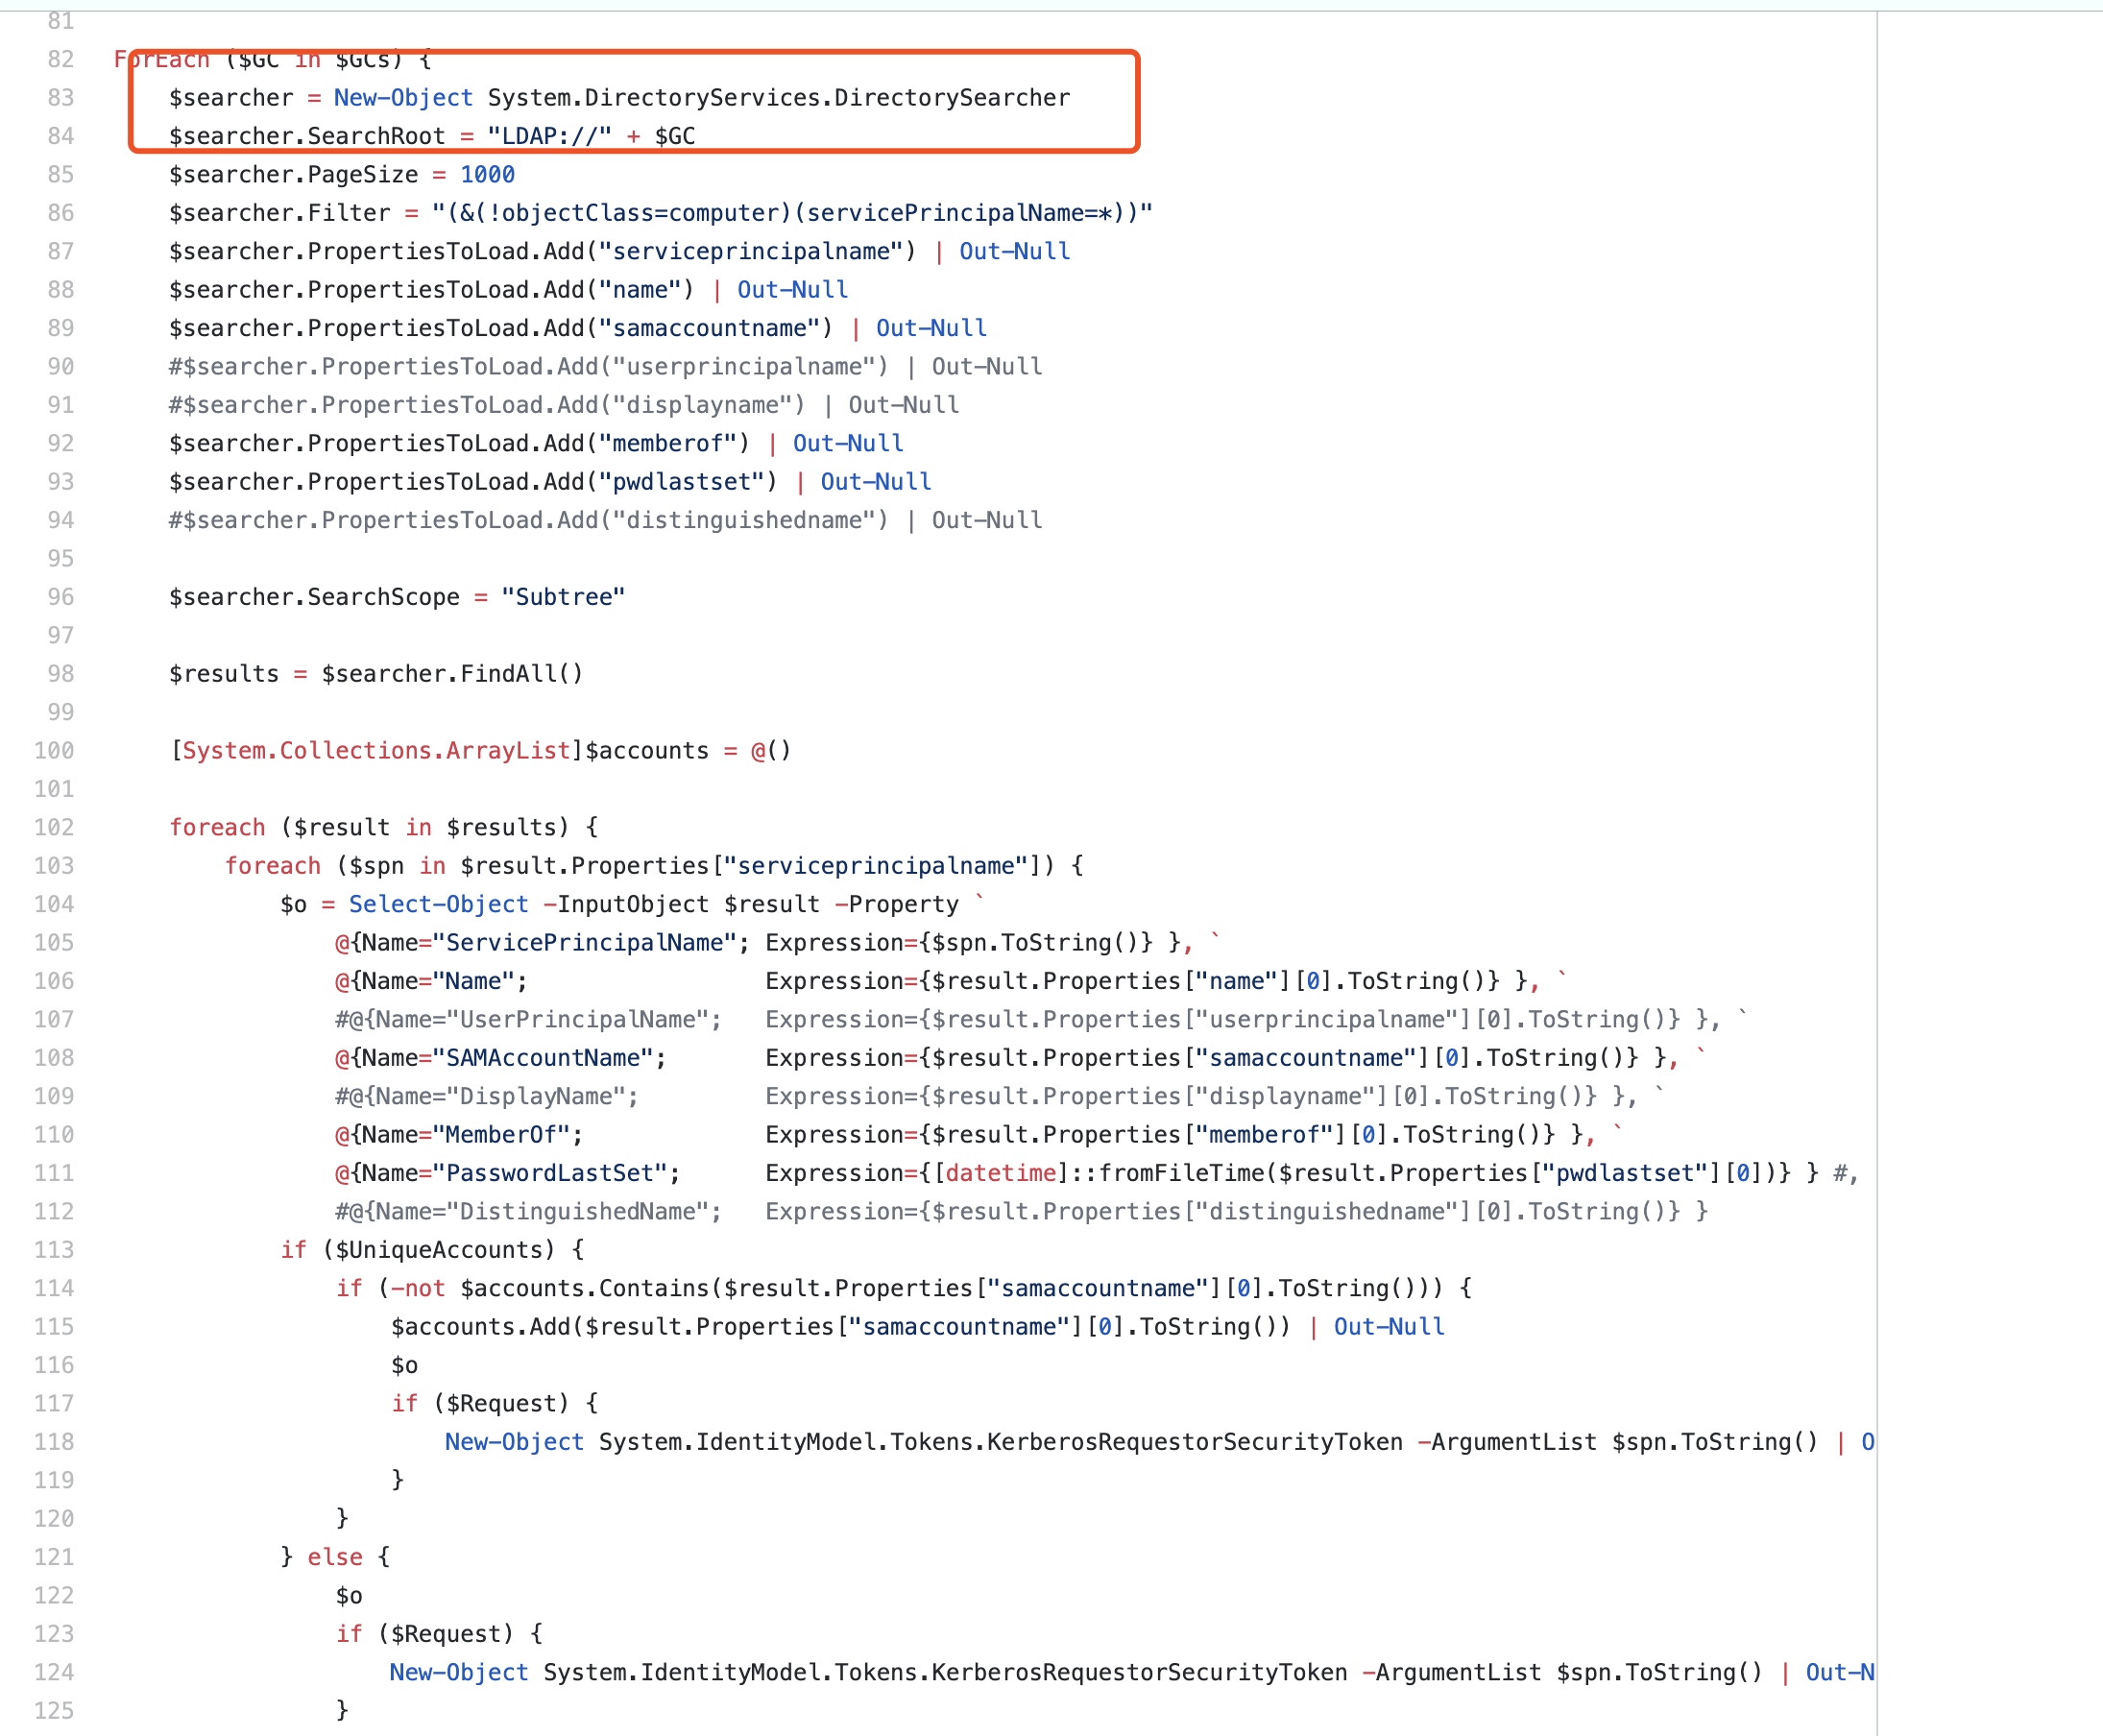 81
82 ForEach ($GC in $GCs) {
83 $searcher = New-Object System.DirectoryServices.DirectorySearcher
84 $searcher.SearchRoot = "LDAP://" + $GC
85 $searcher.PageSize = 1000
86 $searcher.Filter = "(&(!objectClass=computer)(servicePrincipalName=*))"
87 $searcher.PropertiesToLoad.Add("serviceprincipalname") | Out-Null
88 $searcher.PropertiesToLoad.Add("name") | Out-Null
89 $searcher.PropertiesToLoad.Add("samaccountname") | Out-Null
90 #$searcher.PropertiesToLoad.Add("userprincipalname") | Out-Null
91 #$searcher.PropertiesToLoad.Add("displayname") | Out-Null
92 $searcher.PropertiesToLoad.Add("memberof") | Out-Null
93 $searcher.PropertiesToLoad.Add("pwdlastset") | Out-Null
94 #$searcher.PropertiesToLoad.Add("distinguishedname") | Out-Null
95
96 $searcher.SearchScope = "Subtree"
97
98 $results = $searcher.FindAll()
99
100 [System.Collections.ArrayList]$accounts = @()
101
102 foreach ($result in $results) {
103 foreach ($spn in $result.Properties["serviceprincipalname"]) {
104 $o = Select-Object -InputObject $result -Property `
105 @{Name="ServicePrincipalName"; Expression={$spn.ToString()} }, `
106 @{Name="Name"; Expression={$result.Properties["name"][0].ToString()} }, `
107 #@{Name="UserPrincipalName"; Expression={$result.Properties["userprincipalname"][0].ToString()} }, `
108 @{Name="SAMAccountName"; Expression={$result.Properties["samaccountname"][0].ToString()} }, `
109 #@{Name="DisplayName"; Expression={$result.Properties["displayname"][0].ToString()} }, `
110 @{Name="MemberOf"; Expression={$result.Properties["memberof"][0].ToString()} }, `
111 @{Name="PasswordLastSet"; Expression={[datetime]::fromFileTime($result.Properties["pwdlastset"][0])} } #,
112 #@{Name="DistinguishedName"; Expression={$result.Properties["distinguishedname"][0].ToString()} }
113 if ($UniqueAccounts) {
114 if (-not $accounts.Contains($result.Properties["samaccountname"][0].ToString())) {
115 $accounts.Add($result.Properties["samaccountname"][0].ToString()) | Out-Null
116 $o
117 if ($Request) {
118 New-Object System.IdentityModel.Tokens.KerberosRequestorSecurityToken -ArgumentList $spn.ToString() | O
119 }
120 }
121 } else {
122 $o
123 if ($Request) {
124 New-Object System.IdentityModel.Tokens.KerberosRequestorSecurityToken -ArgumentList $spn.ToString() | Out-N
125 }